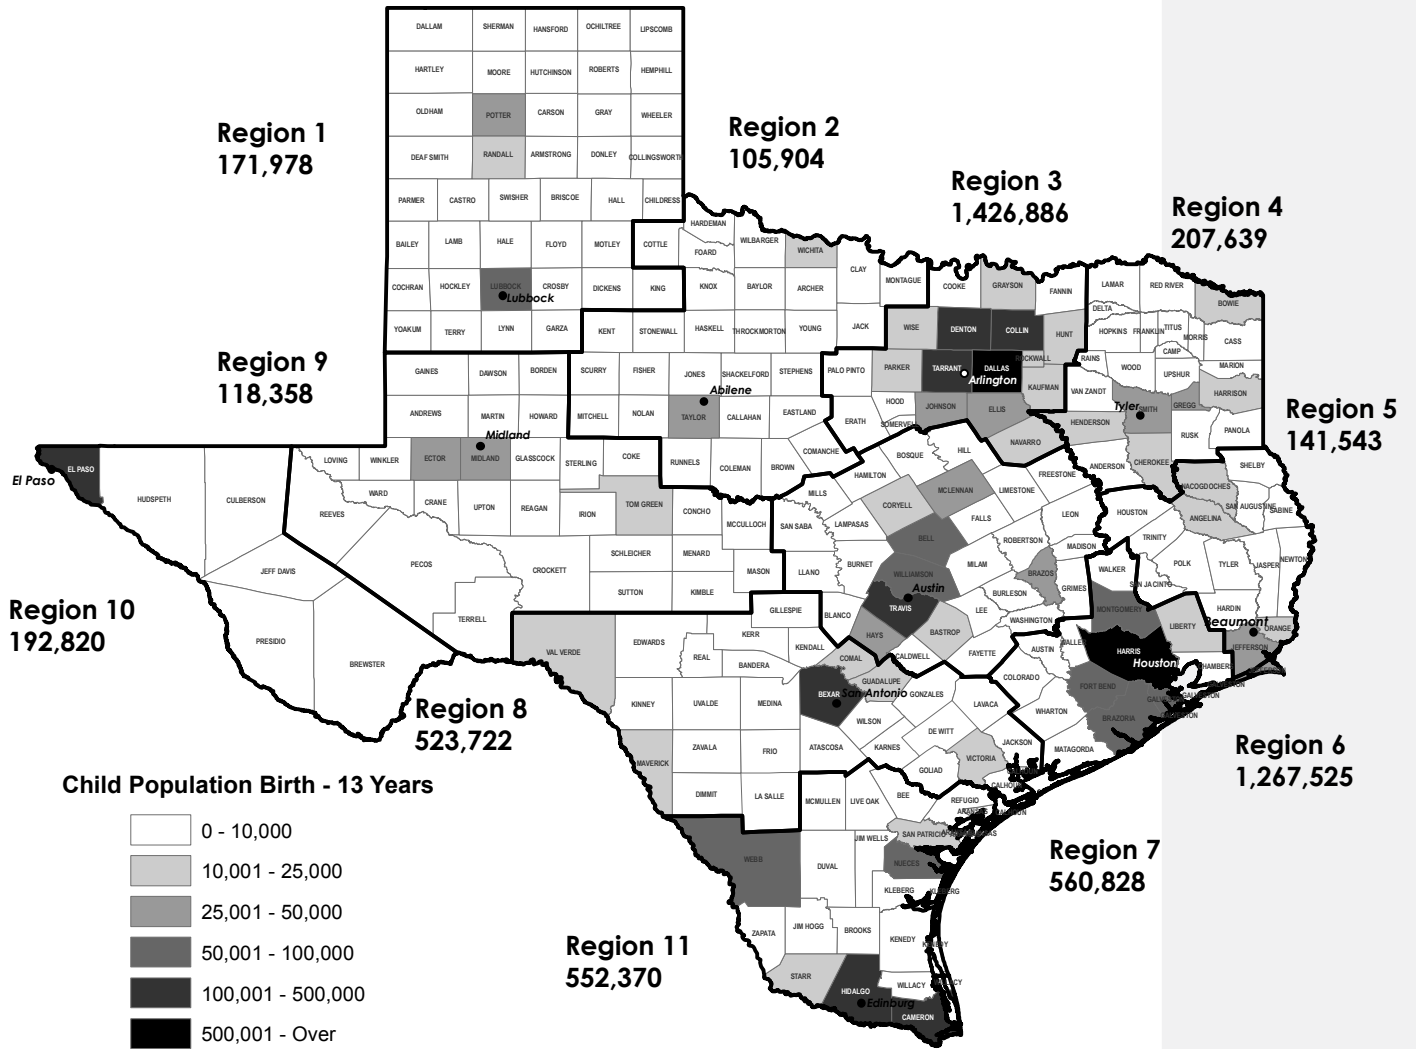 DALLAM SHERMAN HANSFORD OCHILTREE LIPSCOMB
HARTLEY MOORE HUTCHINSON ROBERTS HEMPHILL
OLDHAM POTTER CARSON GRAY WHEELER
DEAF SMITH RANDALL ARMSTRONG DONLEY COLLINGSWORTH
PARMER CASTRO SWISHER BRISCOE HALL CHILDRESS
BAILEY LAMB HALE FLOYD MOTLEY COTTLE
COCHRAN HOCKLEY LUBBOCK CROSBY DICKENS KING
Lubbock
YOAKUM TERRY LYNN GARZA KENT STONEWALL HASKELL THROCKMORTON YOUNG JACK
Region 1
171,978
Region 2
105,904
Region 3
1,426,886
Region 4
207,639
HARDEMAN
FOARD WILBARGER WICHITA
CLAY MONTAGUE COOKE GRAYSON FANNIN LAMAR RED RIVER BOWIE
KNOX BAYLOR ARCHER
DELTA
WISE DENTON COLLIN HUNT HOPKINS FRANKLIN TITUS MORRIS CASS
CAMP
ROCKWALL RAINS WOOD UPSHUR MARION
Region 9
118,358
GAINES DAWSON BORDEN SCURRY FISHER JONES SHACKELFORD STEPHENS PALO PINTO PARKER TARRANT DALLAS
Arlington
KAUFMAN VAN ZANDT HARRISON
Abilene
ANDREWS MARTIN HOWARD MITCHELL NOLAN TAYLOR CALLAHAN EASTLAND ERATH HOOD JOHNSON ELLIS
SOMERVELL
Tyler
SMITH GREGG
HENDERSON RUSK PANOLA
Region 5
141,543
Midland
LOVING WINKLER ECTOR MIDLAND GLASSCOCK STERLING COKE RUNNELS COLEMAN BROWN COMANCHE
HAMILTON BOSQUE HILL NAVARRO
FREESTONE ANDERSON CHEROKEE
NACOGDOCHES SHELBY
El Paso
EL PASO HUDSPETH CULBERSON
REEVES WARD CRANE UPTON REAGAN IRION TOM GREEN CONCHO MCCULLOCH
SAN SABA MILLS LAMPASAS CORYELL MCLENNAN LIMESTONE
FALLS LEON HOUSTON ANGELINA SAN AUGUSTINE SABINE
BELL ROBERTSON MADISON TRINITY
JEFF DAVIS PECOS CROCKETT SCHLEICHER MENARD MASON
LLANO BURNET WILLIAMSON MILAM BRAZOS
WALKER SAN JACINTO POLK TYLER JASPER NEWTON
SUTTON KIMBLE
Austin
TRAVIS BURLESON GRIMES MONTGOMERY HARDIN
Region 10
192,820
PRESIDIO BREWSTER TERRELL
VAL VERDE EDWARDS KERR GILLESPIE BLANCO HAYS BASTROP LEE WASHINGTON
LIBERTY
Beaumont
ORANGE
JEFFERSON
REAL BANDERA KENDALL COMAL CALDWELL FAYETTE AUSTIN WALLER HARRIS
Houston
CHAMBERS
KINNEY UVALDE MEDINA BEXAR
San Antonio
GUADALUPE GONZALES LAVACA COLORADO FORT BEND
GALVESTON
GALVESTON
WILSON DE WITT WHARTON BRAZORIA
Region 8
523,722
MAVERICK ZAVALA FRIO ATASCOSA KARNES GOLIAD VICTORIA JACKSON MATAGORDA
Region 6
1,267,525
DIMMIT LA SALLE MCMULLEN LIVE OAK BEE REFUGIO CALHOUN
Child Population Birth - 13 Years
0 - 10,000
10,001 - 25,000
25,001 - 50,000
50,001 - 100,000
100,001 - 500,000
500,001 - Over
WEBB DUVAL JIM WELLS SAN PATRICIO
NUECES
KLEBERG KLEBERG
Region 7
560,828
ZAPATA JIM HOGG BROOKS KENEDY KENEDY
Region 11
552,370
STARR HIDALGO WILLACY
Edinburg
CAMERON